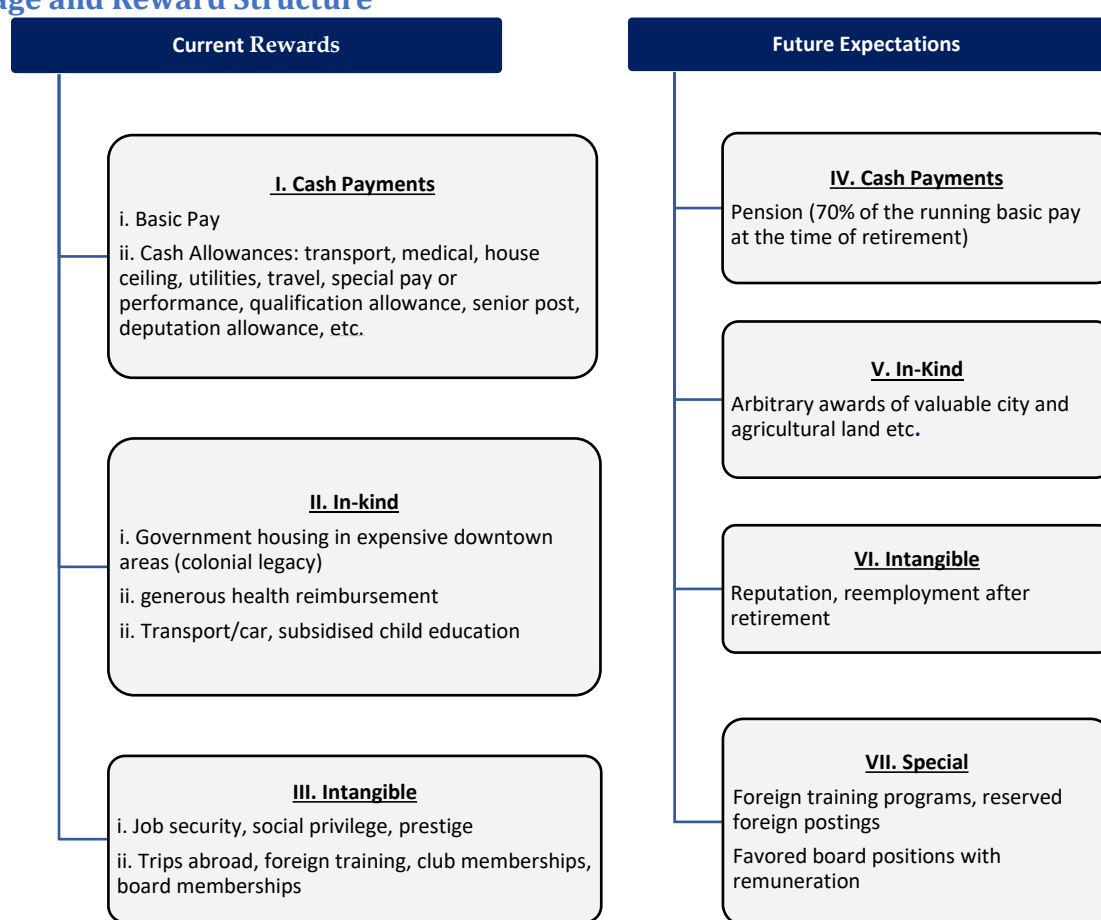 age and Reward Structure
Current Rewards
I. Cash Payments
i. Basic Pay
ii. Cash Allowances: transport, medical, house
ceiling, utilities, travel, special pay or
performance, qualification allowance, senior post,
deputation allowance, etc.
II. In-kind
i. Government housing in expensive downtown
areas (colonial legacy)
ii. generous health reimbursement
ii. Transport/car, subsidised child education
III. Intangible
i. Job security, social privilege, prestige
ii. Trips abroad, foreign training, club memberships,
board memberships
Future Expectations
IV. Cash Payments
Pension (70% of the running basic pay
at the time of retirement)
V. In-Kind
Arbitrary awards of valuable city and
agricultural land etc.
VI. Intangible
Reputation, reemployment after
retirement
VII. Special
Foreign training programs, reserved
foreign postings
Favored board positions with
remuneration